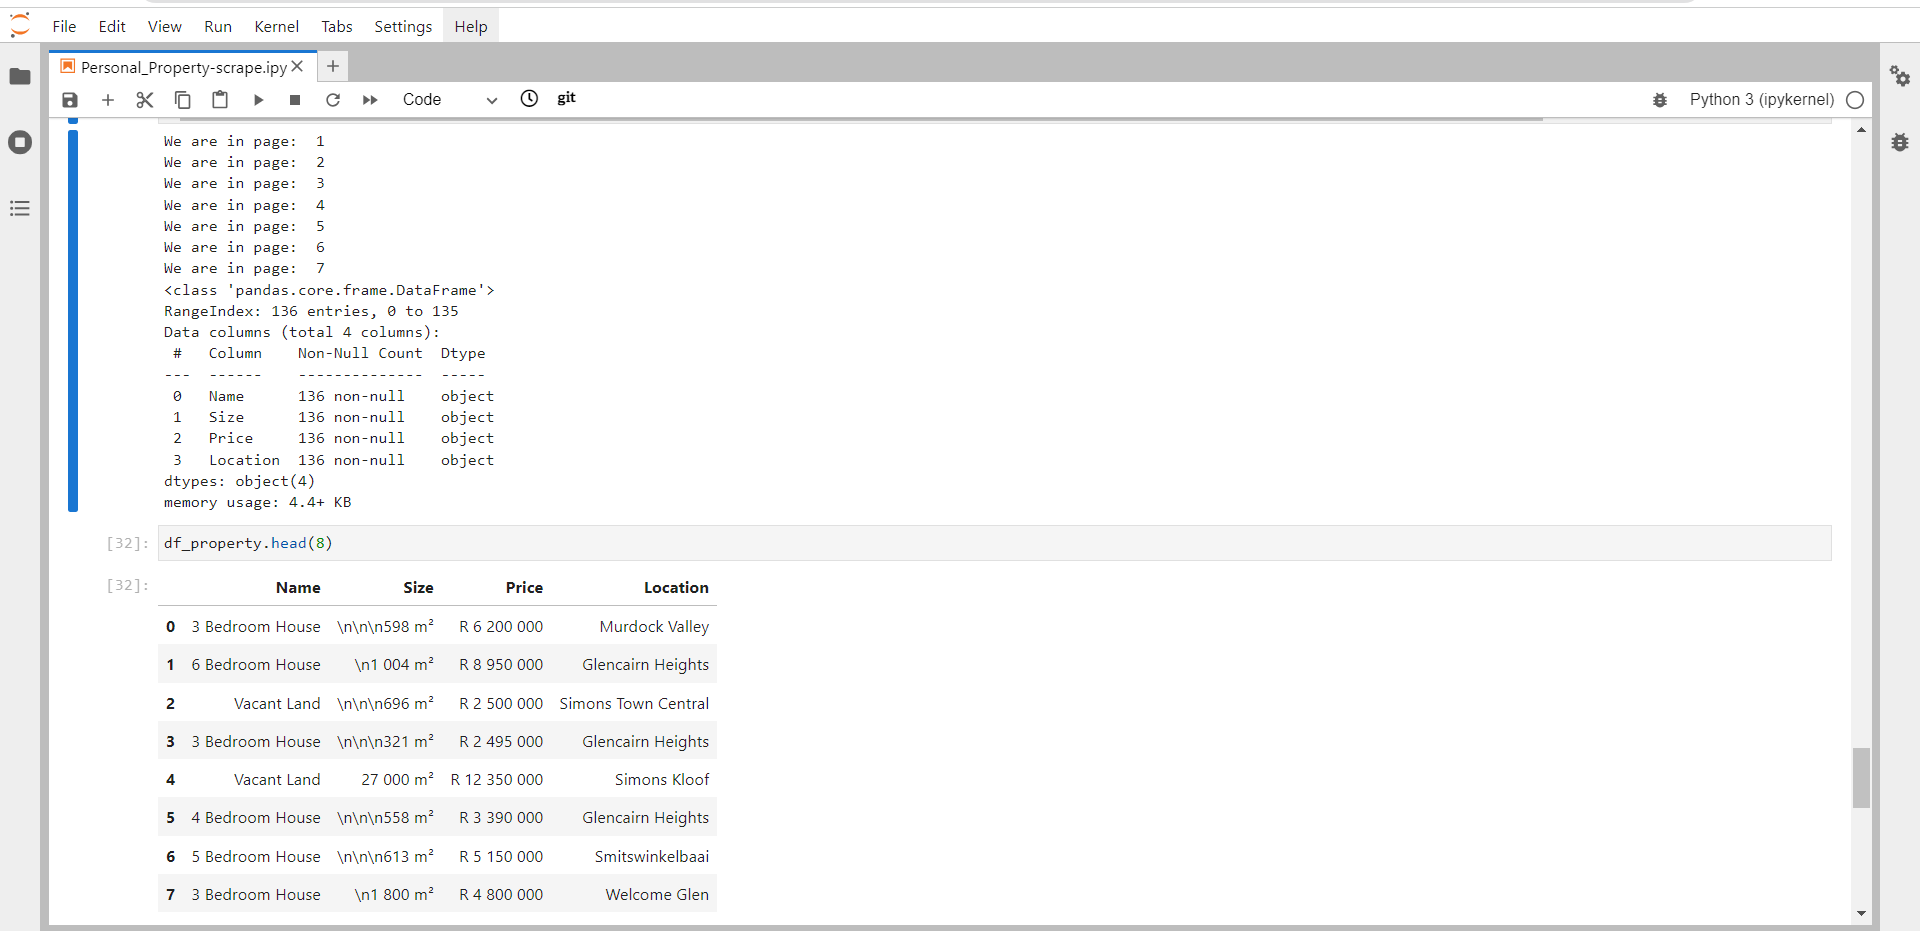 File Edit View Run Kernel Tabs Settings Help
Personal_Property-scrape.ipy
Code git Python 3 (ipykernel)
We are in page:  1
We are in page:  2
We are in page:  3
We are in page:  4
We are in page:  5
We are in page:  6
We are in page:  7
<class 'pandas.core.frame.DataFrame'>
RangeIndex: 136 entries, 0 to 135
Data columns (total 4 columns):
 #   Column    Non-Null Count  Dtype
---  ------    --------------  -----
 0   Name      136 non-null    object
 1   Size      136 non-null    object
 2   Price     136 non-null    object
 3   Location  136 non-null    object
dtypes: object(4)
memory usage: 4.4+ KB
[32]: df_property.head(8)
[32]: Name Size Price Location
0 3 Bedroom House \n\n\n598 m² R 6 200 000 Murdock Valley
1 6 Bedroom House \n1 004 m² R 8 950 000 Glencairn Heights
2 Vacant Land \n\n\n696 m² R 2 500 000 Simons Town Central
3 3 Bedroom House \n\n\n321 m² R 2 495 000 Glencairn Heights
4 Vacant Land 27 000 m² R 12 350 000 Simons Kloof
5 4 Bedroom House \n\n\n558 m² R 3 390 000 Glencairn Heights
6 5 Bedroom House \n\n\n613 m² R 5 150 000 Smitswinkelbaai
7 3 Bedroom House \n1 800 m² R 4 800 000 Welcome Glen